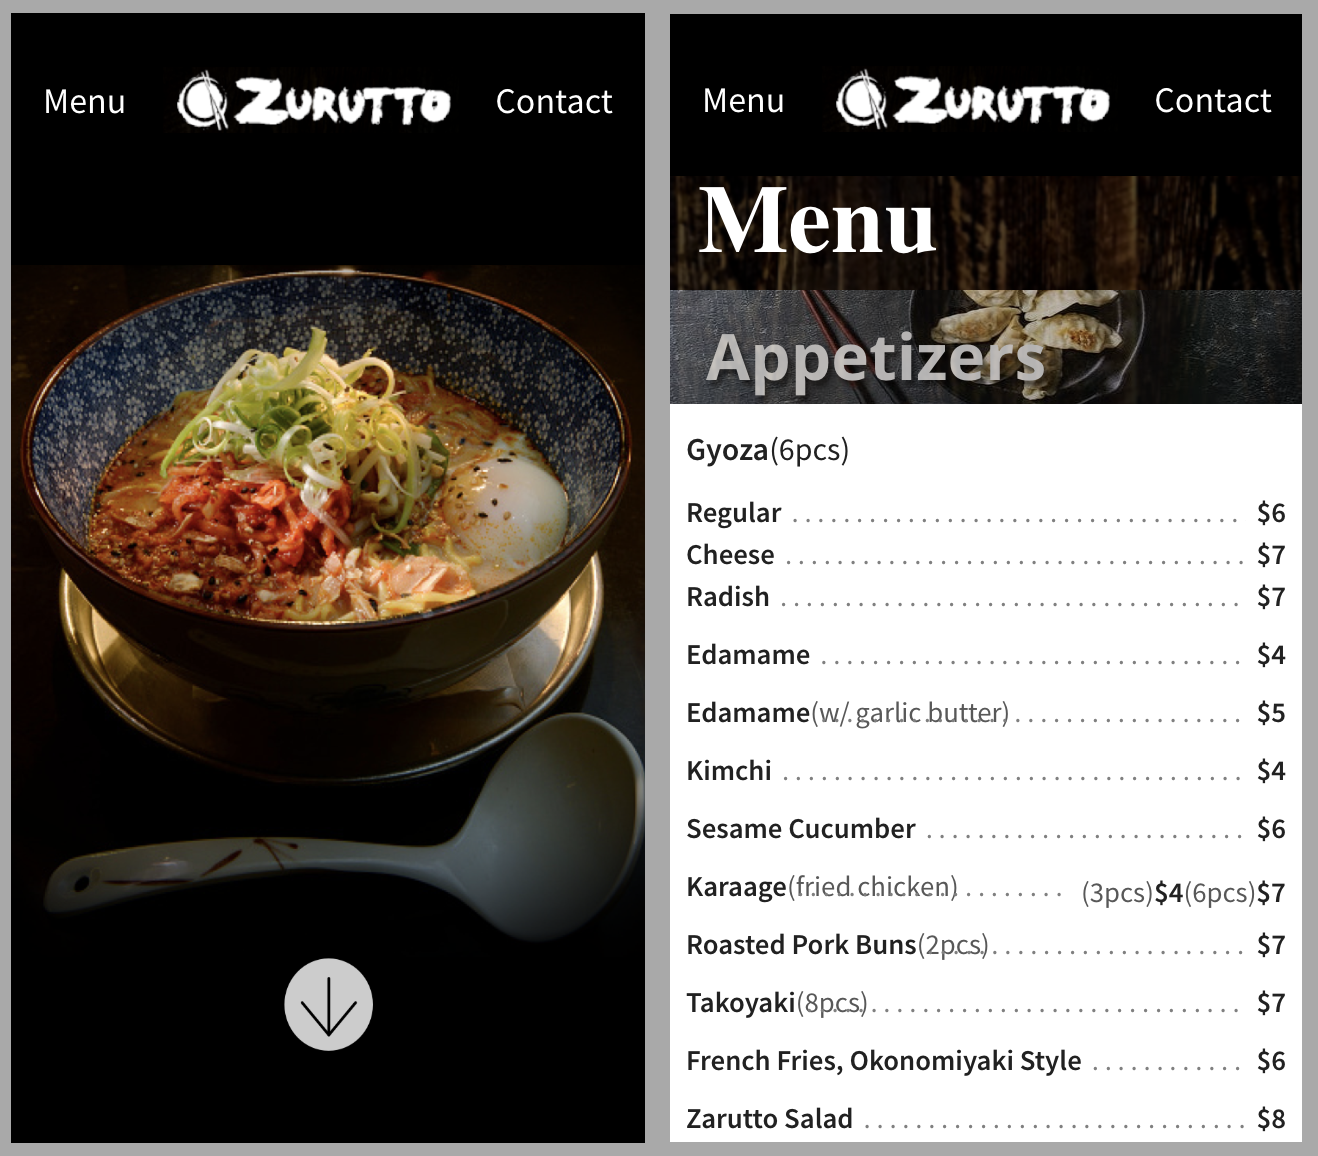 Menu ZURUTTO Contact
Menu ZURUTTO Contact
Menu
Appetizers
Gyoza(6pcs)
Regular . . . . . . . . . . . . . . . . . . . . . . . . . . . . . . . . . . . $6
Cheese . . . . . . . . . . . . . . . . . . . . . . . . . . . . . . . . . . . . $7
Radish . . . . . . . . . . . . . . . . . . . . . . . . . . . . . . . . . . . . $7
Edamame . . . . . . . . . . . . . . . . . . . . . . . . . . . . . . . . . $4
Edamame(w/ garlic butter) . . . . . . . . . . . . . . . . . . $5
Kimchi . . . . . . . . . . . . . . . . . . . . . . . . . . . . . . . . . . . . $4
Sesame Cucumber . . . . . . . . . . . . . . . . . . . . . . . . . $6
Karaage(fried chicken) . . . . . . . . (3pcs)$4(6pcs)$7
Roasted Pork Buns(2pcs) . . . . . . . . . . . . . . . . . . . . $7
Takoyaki(8pcs) . . . . . . . . . . . . . . . . . . . . . . . . . . . . . $7
French Fries, Okonomiyaki Style . . . . . . . . . . . . $6
Zarutto Salad . . . . . . . . . . . . . . . . . . . . . . . . . . . . . . $8